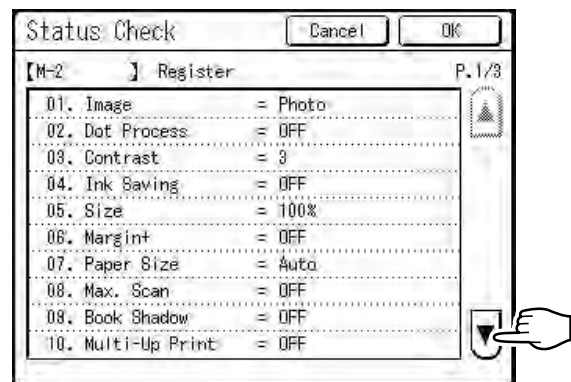 Status Check Cancel OK
【M-2 】 Register P.1/3
01. Image = Photo
02. Dot Process = OFF
03. Contrast = 3
04. Ink Saving = OFF
05. Size = 100%
06. Margin+ = OFF
07. Paper Size = Auto
08. Max. Scan = OFF
09. Book Shadow = OFF
10. Multi-Up Print = OFF